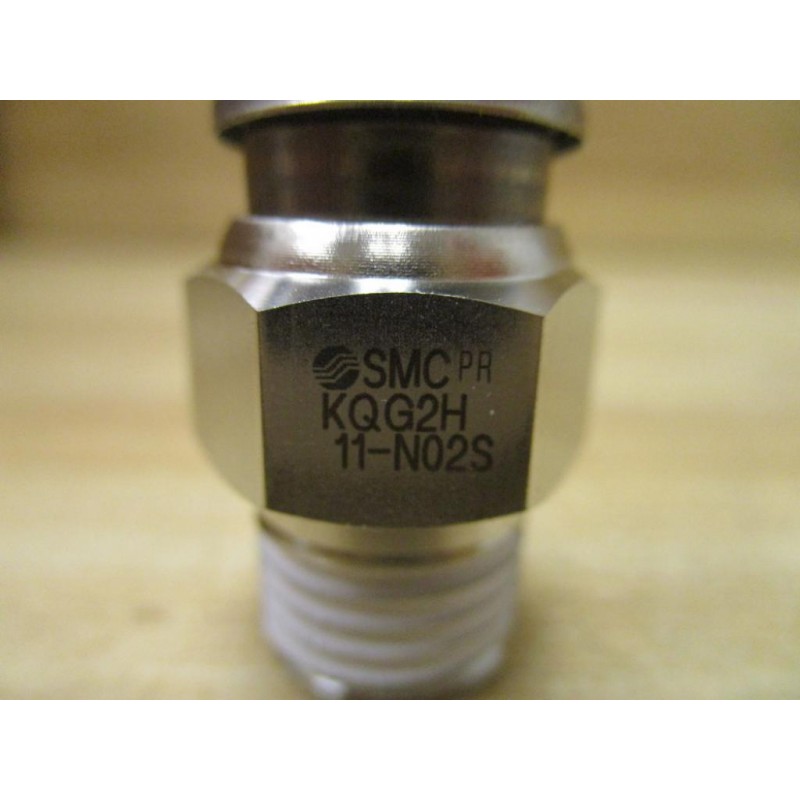 SMC PR
KQG2H
11-N02S